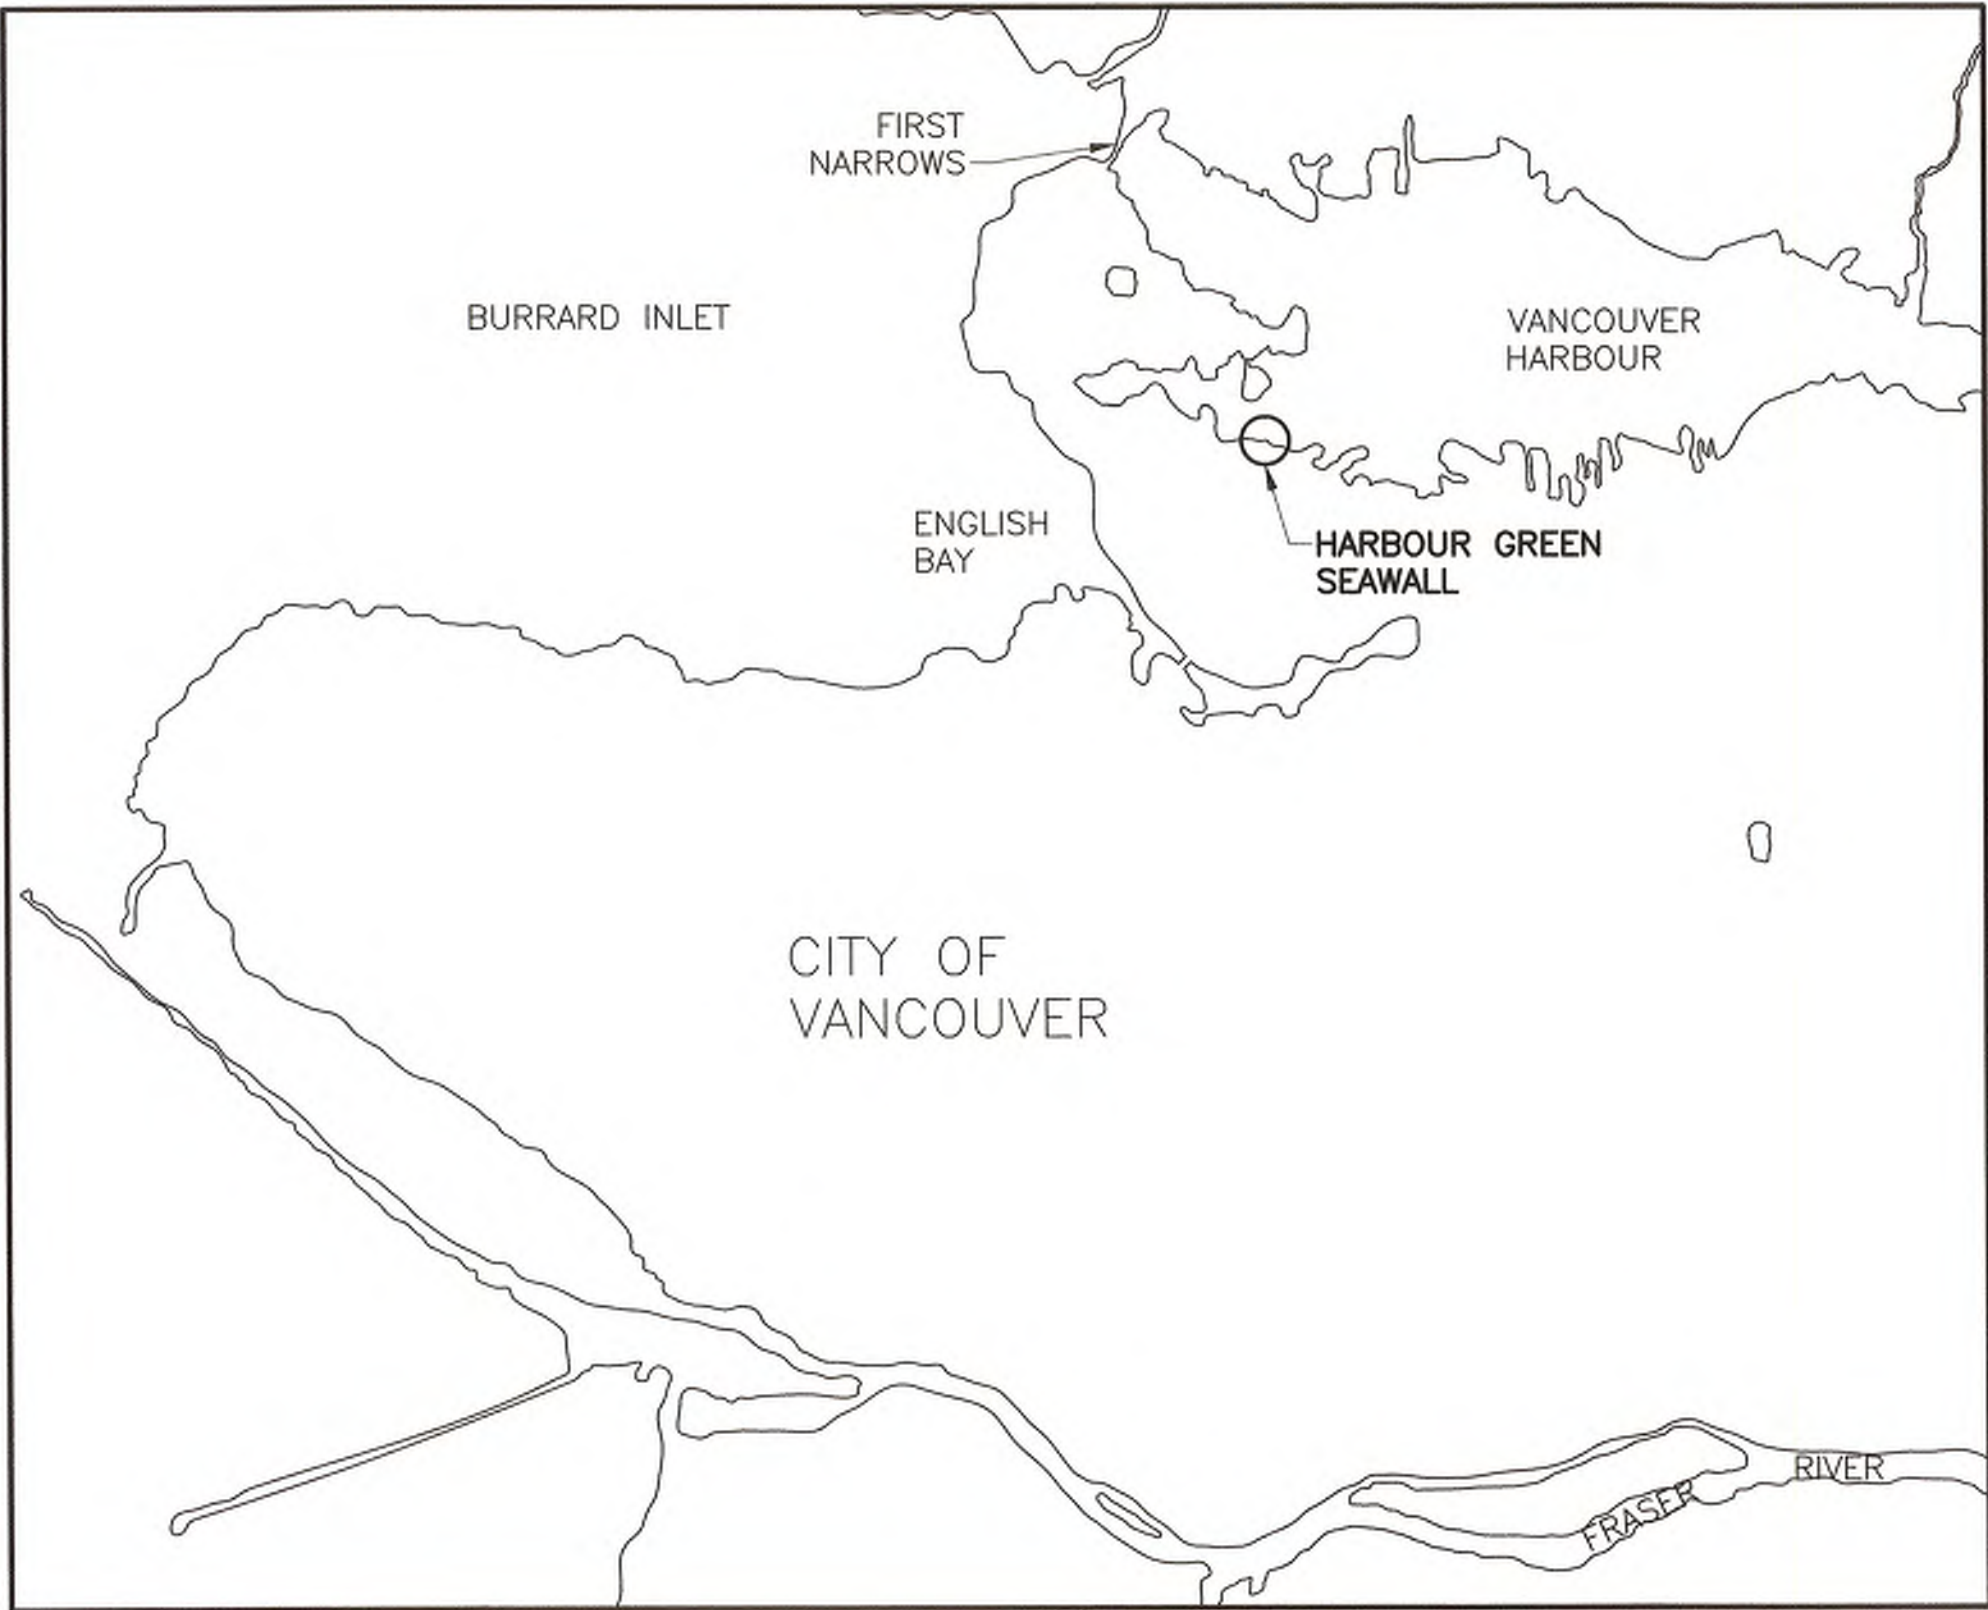 FIRST
NARROWS
BURRARD INLET
VANCOUVER
HARBOUR
ENGLISH
BAY
HARBOUR GREEN
SEAWALL
CITY OF
VANCOUVER
FRASER
RIVER